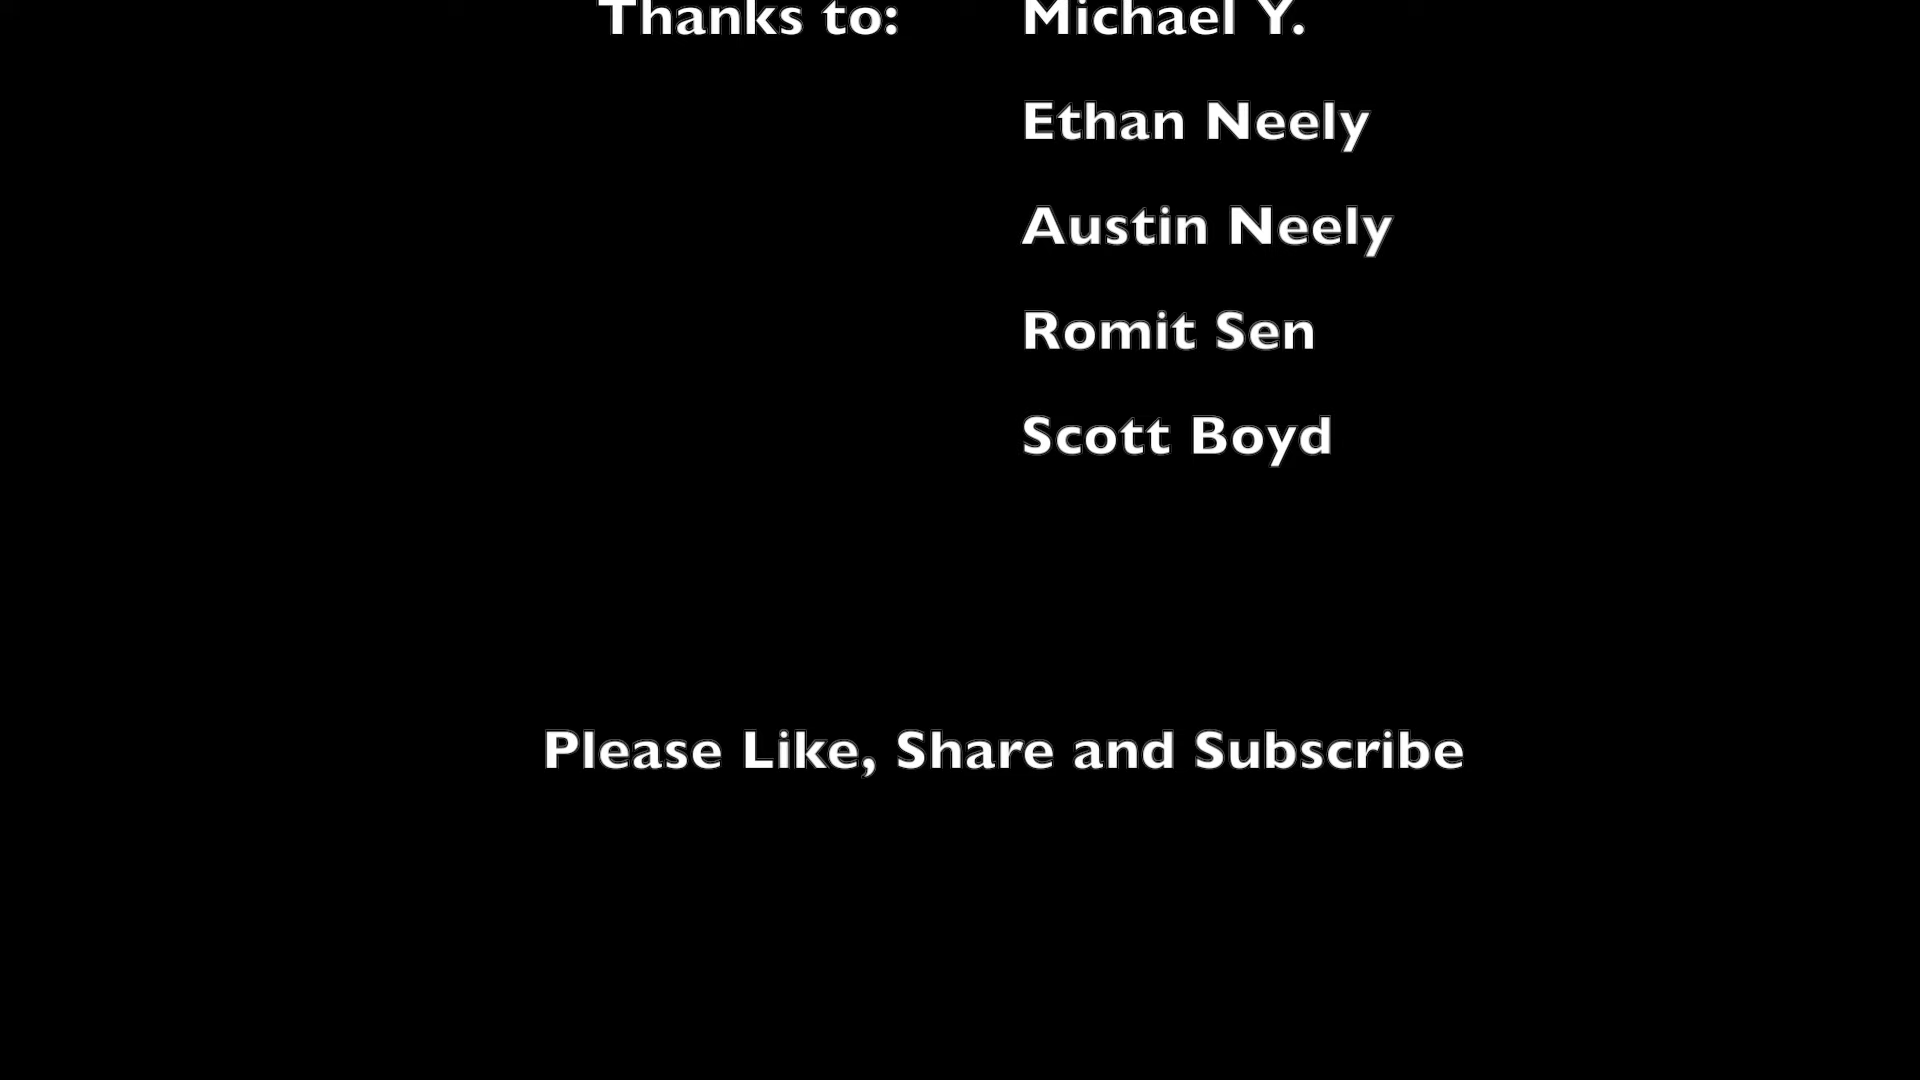 Thanks to: Michael Y.
Ethan Neely
Austin Neely
Romit Sen
Scott Boyd
Please Like, Share and Subscribe